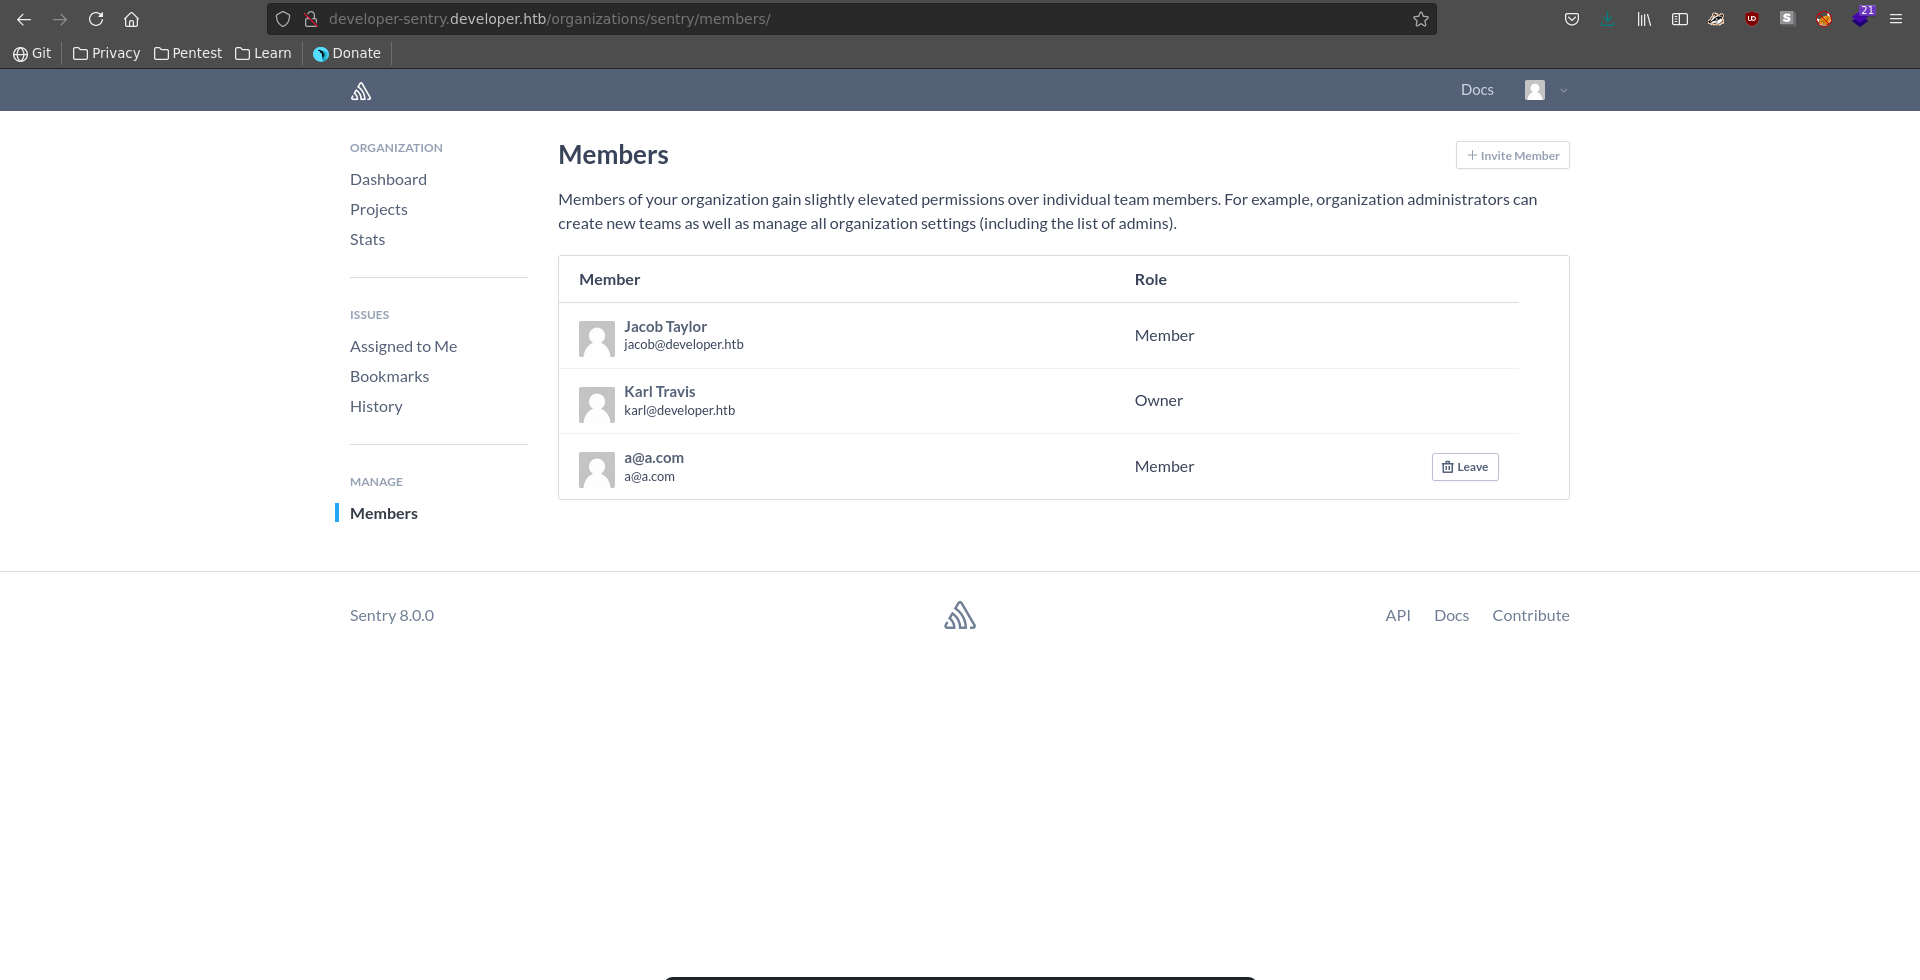 developer-sentry.developer.htb/organizations/sentry/members/
21
Git Privacy Pentest Learn Donate
Docs
ORGANIZATION
Dashboard
Projects
Stats
ISSUES
Assigned to Me
Bookmarks
History
MANAGE
Members
Members
Invite Member
Members of your organization gain slightly elevated permissions over individual team members. For example, organization administrators can
create new teams as well as manage all organization settings (including the list of admins).
Member Role
Jacob Taylor
jacob@developer.htb
Member
Karl Travis
karl@developer.htb
Owner
a@a.com
a@a.com
Member
Leave
Sentry 8.0.0
API Docs Contribute